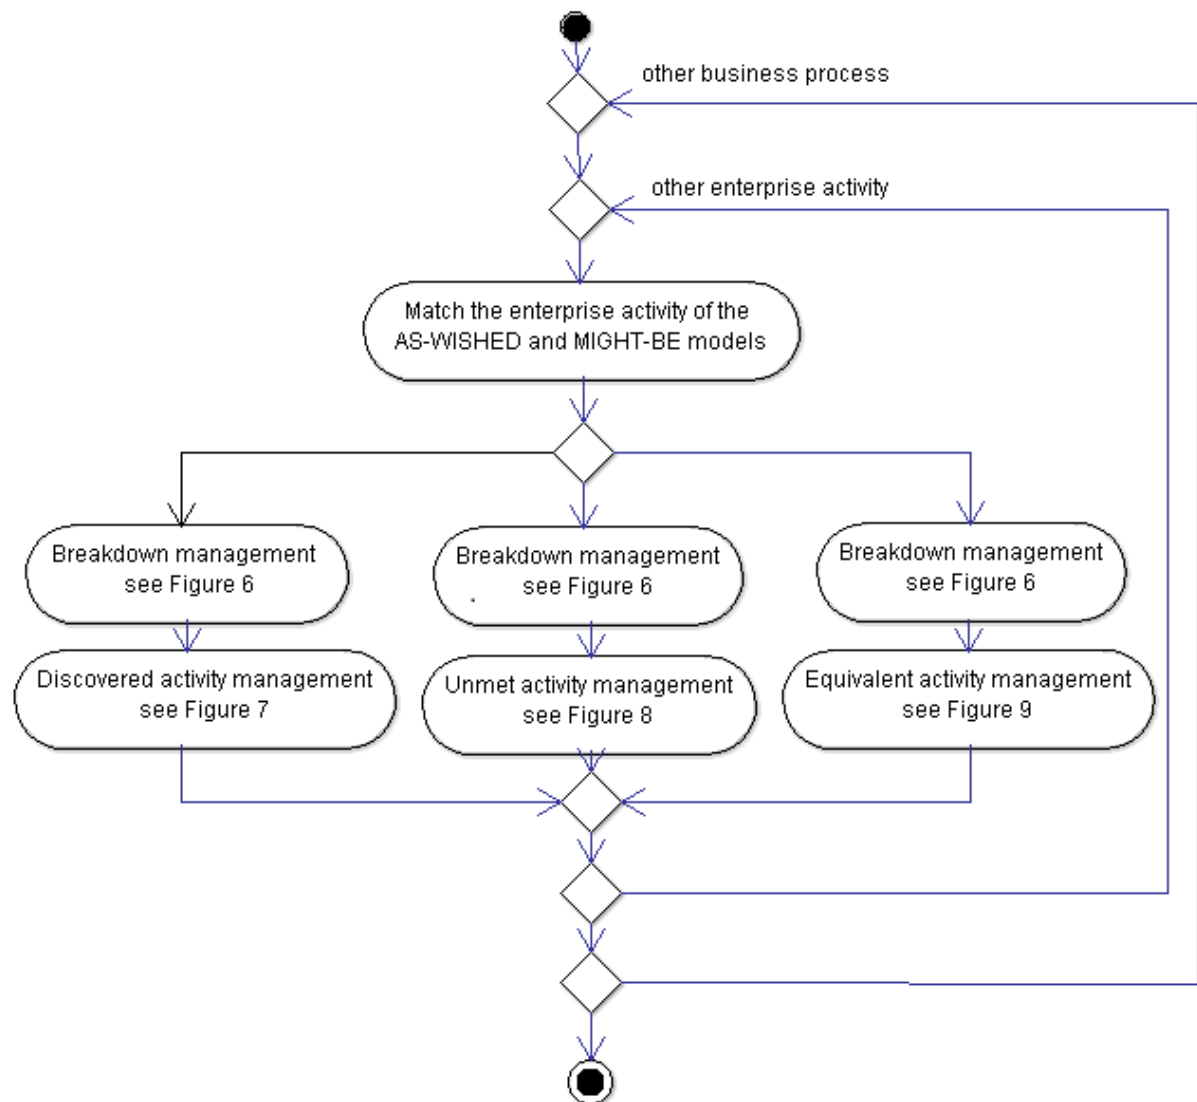 other business process
other enterprise activity
Match the enterprise activity of the
AS-WISHED and MIGHT-BE models
Breakdown management
see Figure 6
Breakdown management
see Figure 6
Breakdown management
see Figure 6
Discovered activity management
see Figure 7
Unmet activity management
see Figure 8
Equivalent activity management
see Figure 9